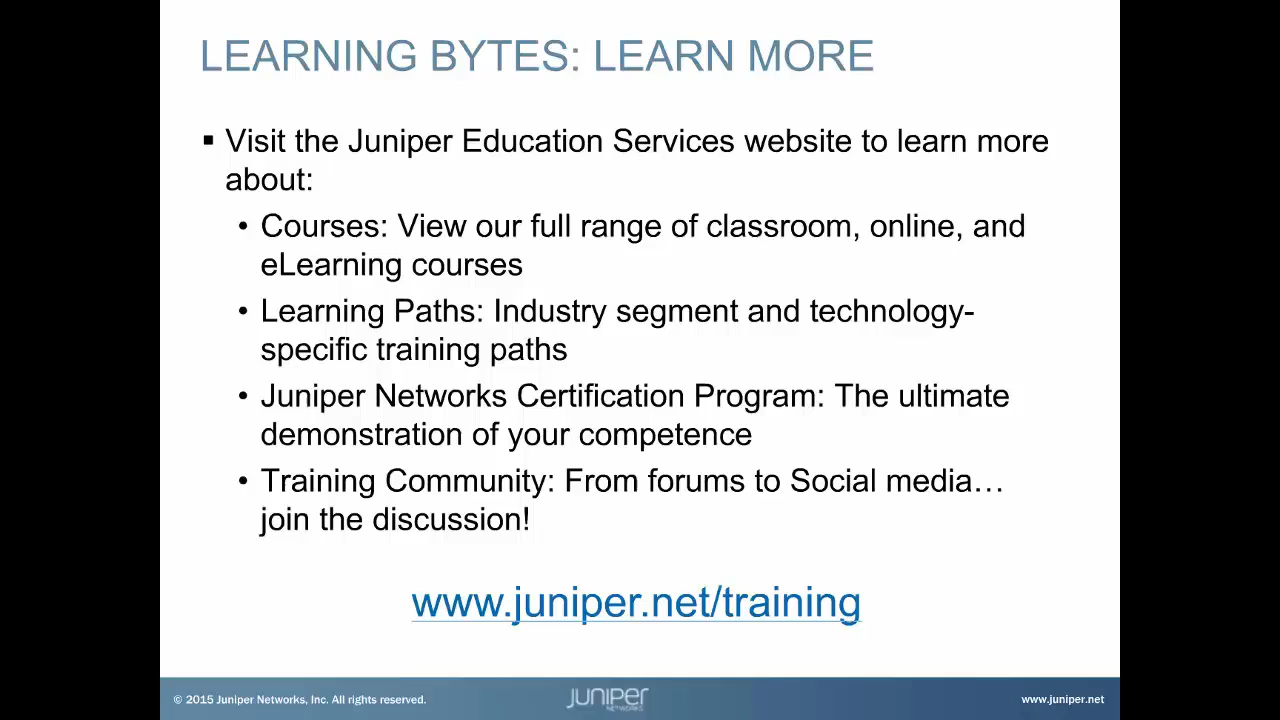 LEARNING BYTES: LEARN MORE
▪ Visit the Juniper Education Services website to learn more
about:
• Courses: View our full range of classroom, online, and
eLearning courses
• Learning Paths: Industry segment and technology-
specific training paths
• Juniper Networks Certification Program: The ultimate
demonstration of your competence
• Training Community: From forums to Social media…
join the discussion!
www.juniper.net/training
© 2015 Juniper Networks, Inc. All rights reserved.
JUNIPER
NETWORKS
www.juniper.net